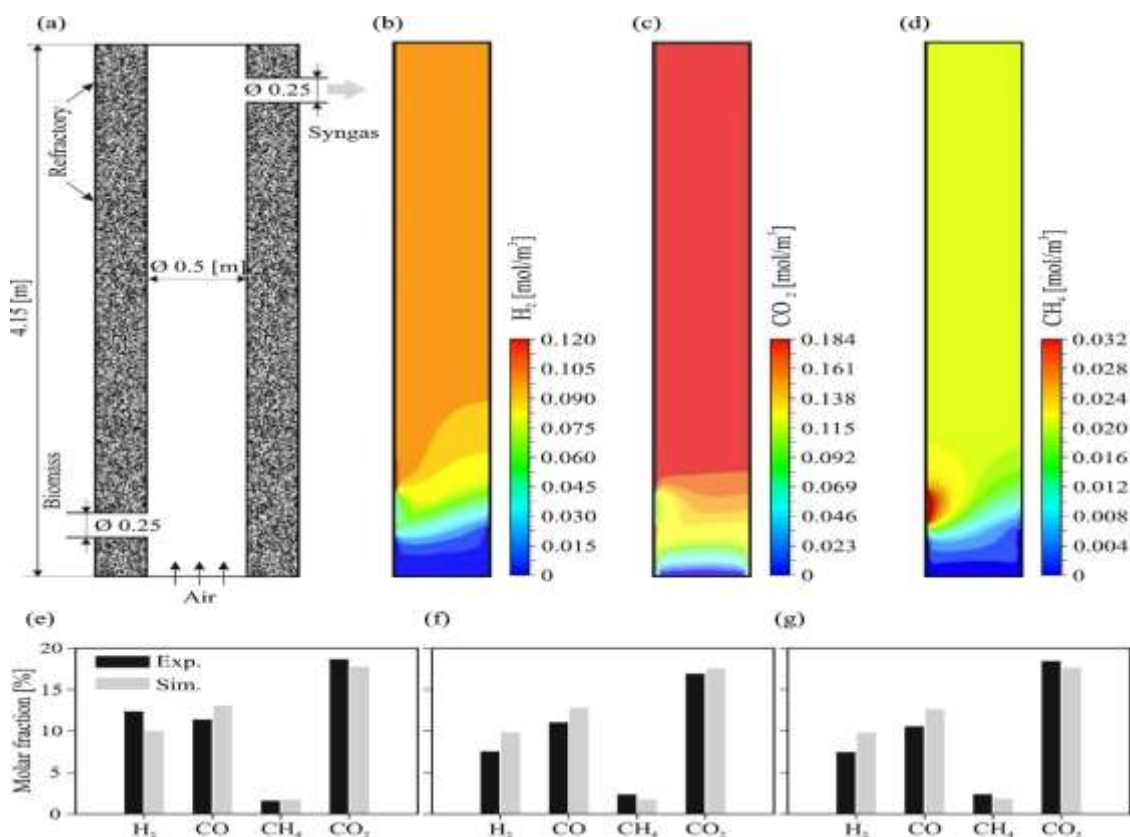 (a)
(b)
(c)
(d)
Refractory
4.15 [m]
Ø 0.25
Syngas
Ø 0.5 [m]
Biomass
Ø 0.25
Air
H₂ [mol/m³]
0.120
0.105
0.090
0.075
0.060
0.045
0.030
0.015
0
CO₂ [mol/m³]
0.184
0.161
0.138
0.115
0.092
0.069
0.046
0.023
0
CH₄ [mol/m³]
0.032
0.028
0.024
0.020
0.016
0.012
0.008
0.004
0
(e)
(f)
(g)
Molar fraction [%]
20
15
10
5
0
Exp.
Sim.
H₂ CO CH₄ CO₂
H₂ CO CH₄ CO₂
H₂ CO CH₄ CO₂